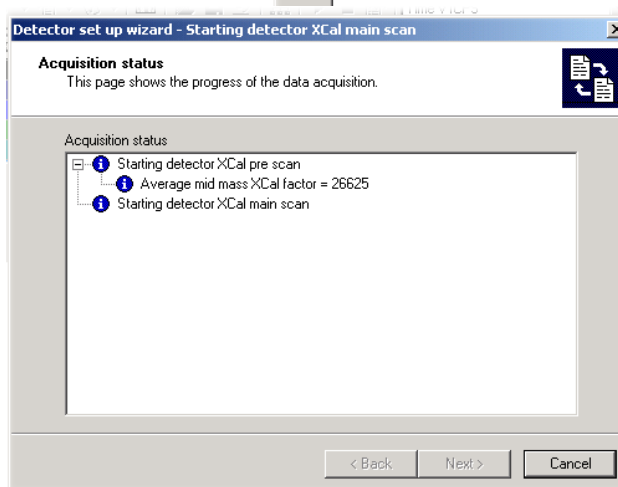 Detector set up wizard - Starting detector XCal main scan
Acquisition status
This page shows the progress of the data acquisition.
Acquisition status
Starting detector XCal pre scan
Average mid mass XCal factor = 26625
Starting detector XCal main scan
< Back
Next >
Cancel